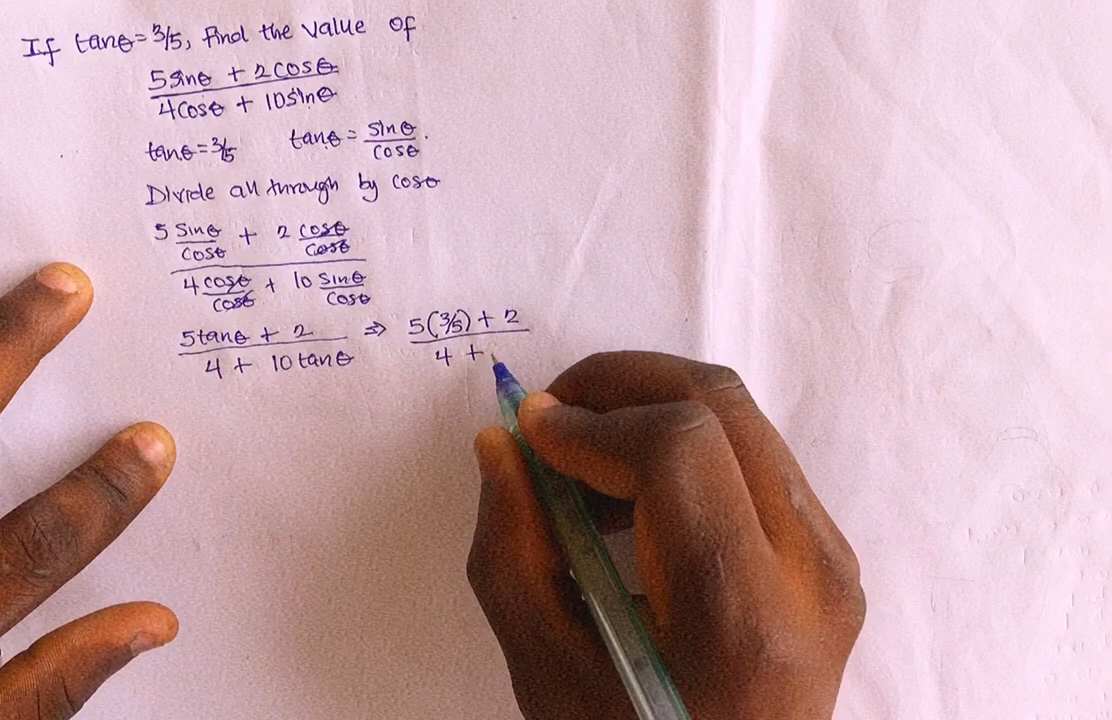 If tanθ = 3/5, find the value of
5sinθ + 2cosθ
4cosθ + 10sinθ
tanθ = 3/5 tanθ = sinθ/cosθ.
Divide all through by cosθ
5 sinθ/cosθ + 2 cosθ/cosθ
4 cosθ/cosθ + 10 sinθ/cosθ
5tanθ + 2 ⇒ 5(3/5) + 2
4 + 10tanθ 4 +